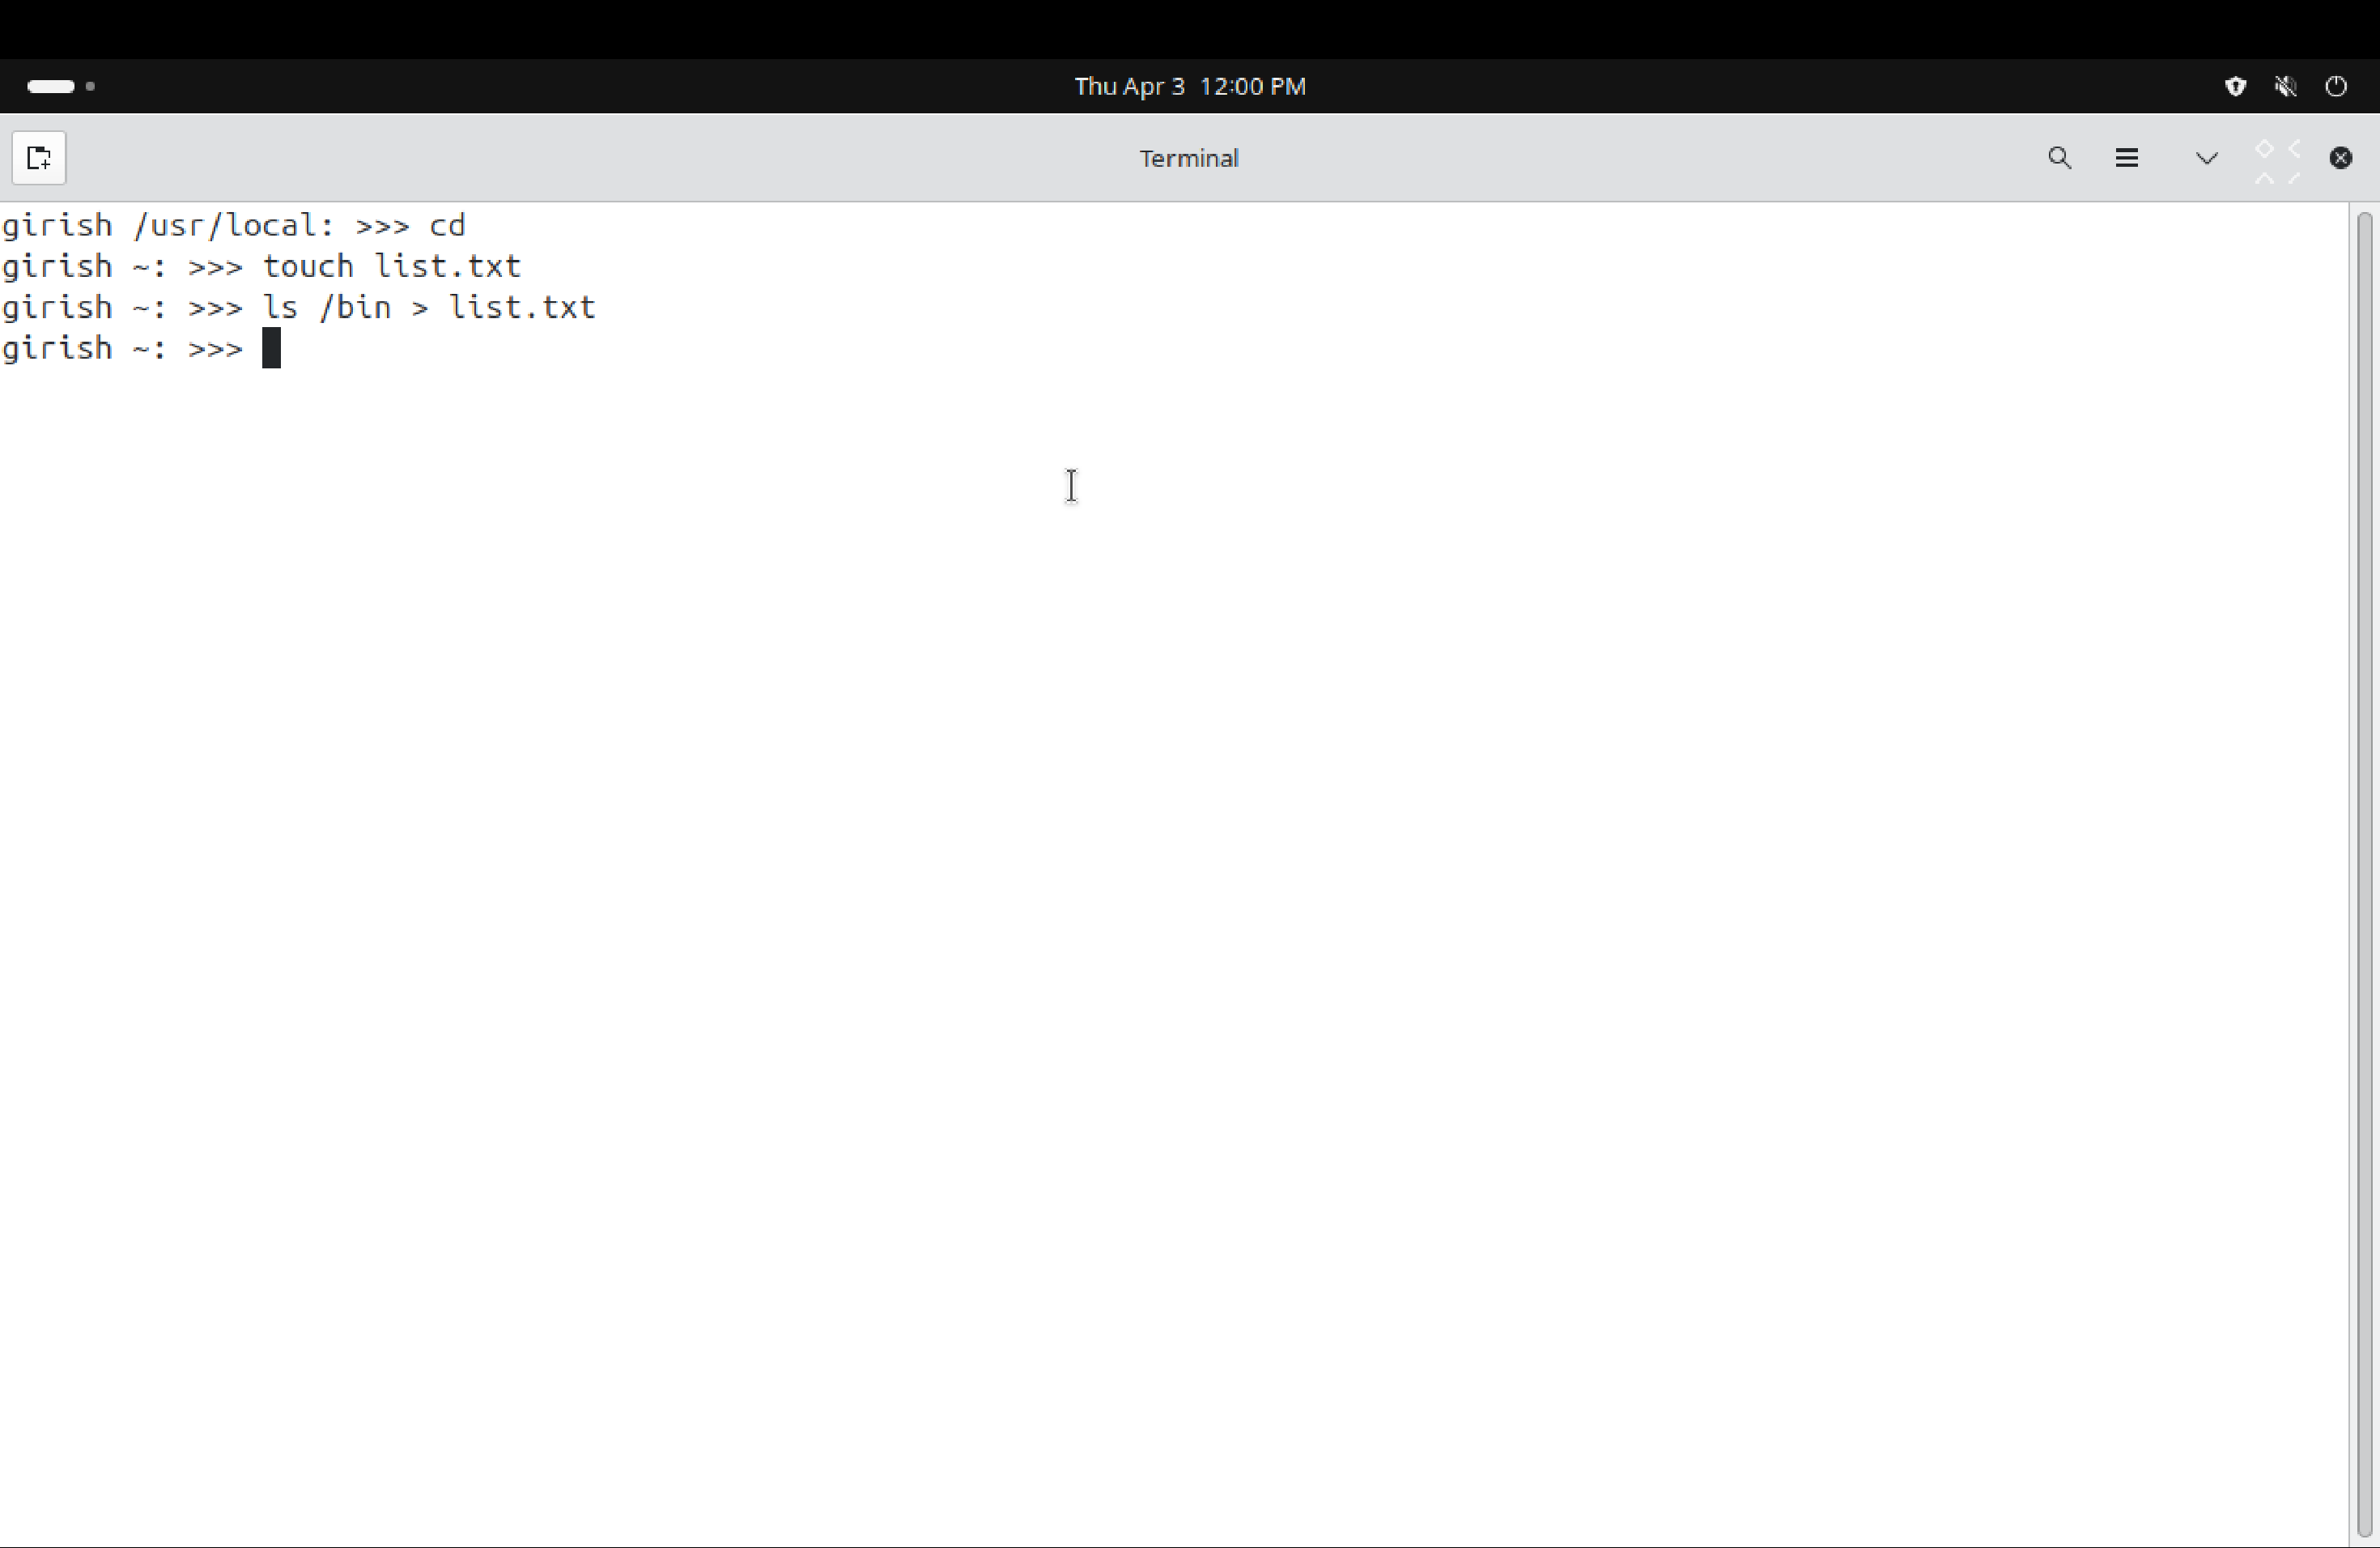 Thu Apr 3 12:00 PM
Terminal
girish /usr/local: >>> cd
girish ~: >>> touch list.txt
girish ~: >>> ls /bin > list.txt
girish ~: >>>